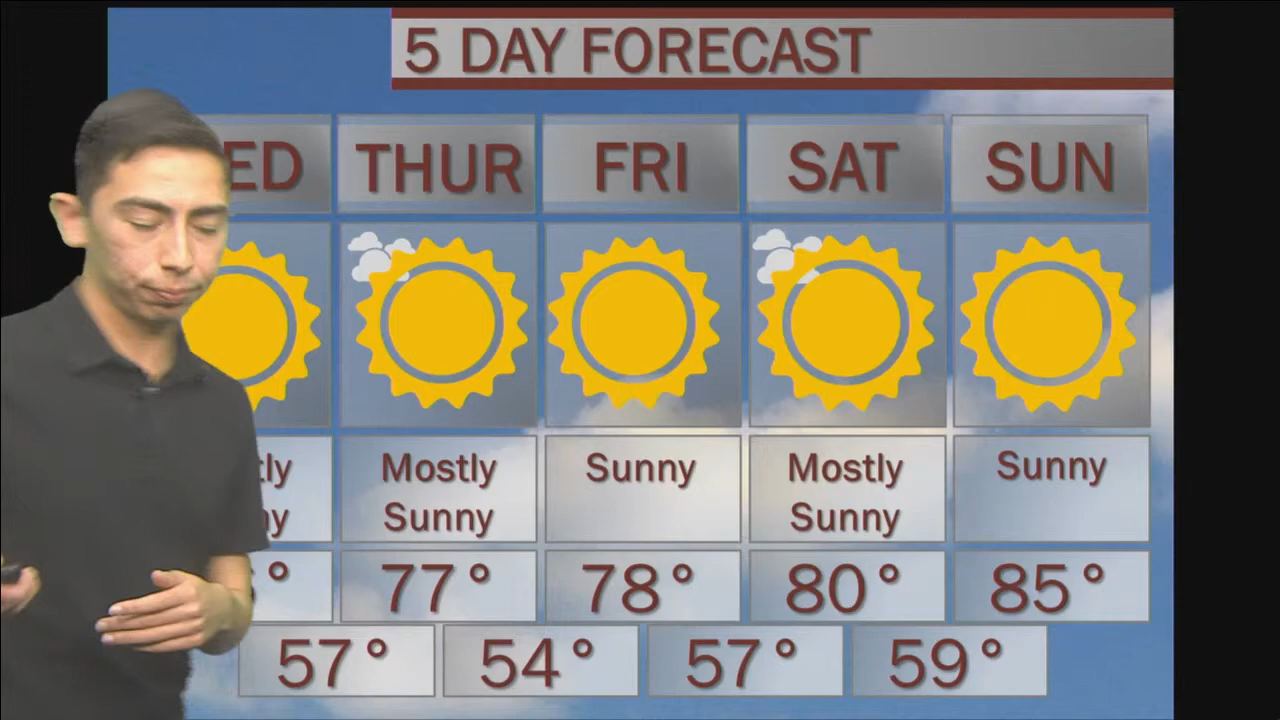 5 DAY FORECAST
THUR FRI SAT SUN
Mostly Sunny Mostly Sunny
Sunny Sunny
77° 78° 80° 85°
57° 54° 57° 59°